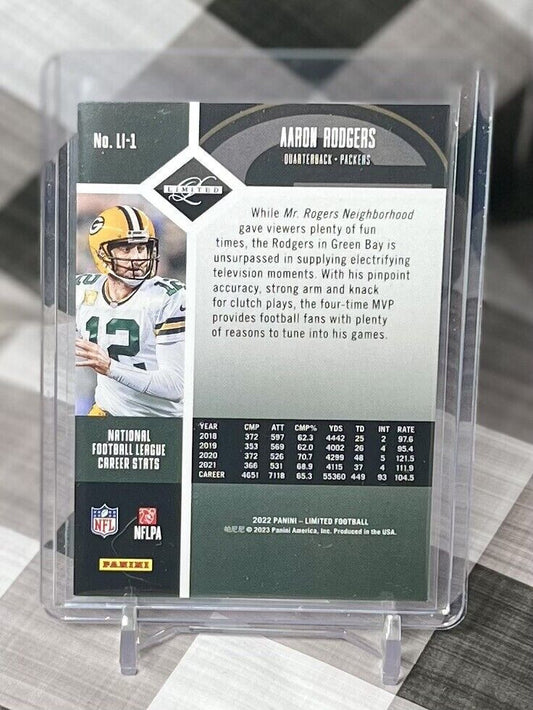 No. LI-1
AARON RODGERS
QUARTERBACK • PACKERS
LIMITED
While Mr. Rogers Neighborhood
gave viewers plenty of fun
times, the Rodgers in Green Bay is
unsurpassed in supplying electrifying
television moments. With his pinpoint
accuracy, strong arm and knack
for clutch plays, the four-time MVP
provides football fans with plenty
of reasons to tune into his games.
G
12
12
NATIONAL
FOOTBALL LEAGUE
CAREER STATS
YEAR CMP ATT CMP% YDS TD INT RATE
2018 372 597 62.3 4442 25 2 97.6
2019 353 569 62.0 4002 26 4 95.4
2020 372 526 70.7 4299 48 5 121.5
2021 366 531 68.9 4115 37 4 111.9
CAREER 4651 7118 65.3 55360 449 93 104.5
NFL
NFLPA
PANINI
2022 PANINI – LIMITED FOOTBALL
© 2023 Panini America, Inc. Produced in the USA.